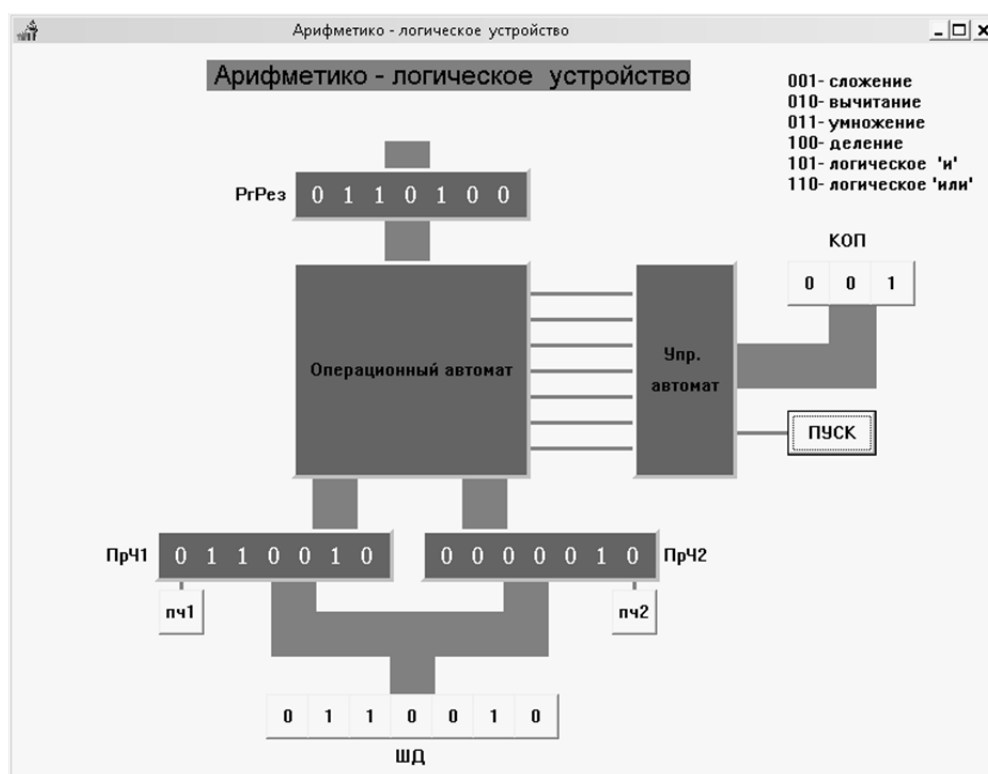 Арифметико - логическое устройство
Арифметико - логическое устройство
001- сложение
010- вычитание
011- умножение
100- деление
101- логическое 'и'
110- логическое 'или'
РгРез 0 1 1 0 1 0 0
КОП
0 0 1
Операционный автомат
Упр.
автомат
ПУСК
ПрЧ1 0 1 1 0 0 1 0
0 0 0 0 0 1 0 ПрЧ2
пч1
пч2
0 1 1 0 0 1 0
ШД